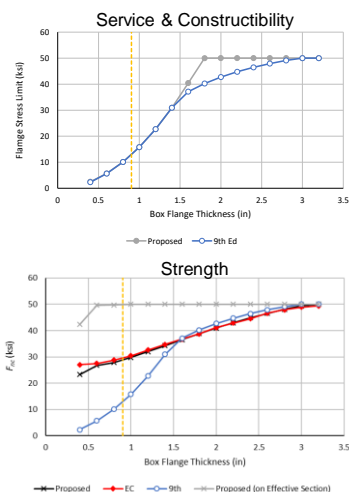 Service & Constructibility
60
50
40
30
20
10
0
Flamge Stress Limit (ksi)
0 0.5 1 1.5 2 2.5 3 3.5
Box Flange Thickness (in)
Proposed 9th Ed
Strength
60
50
40
30
20
10
0
0 0.5 1 1.5 2 2.5 3 3.5
Box Flange Thickness (in)
Proposed EC 9th Proposed (on Effective Section)